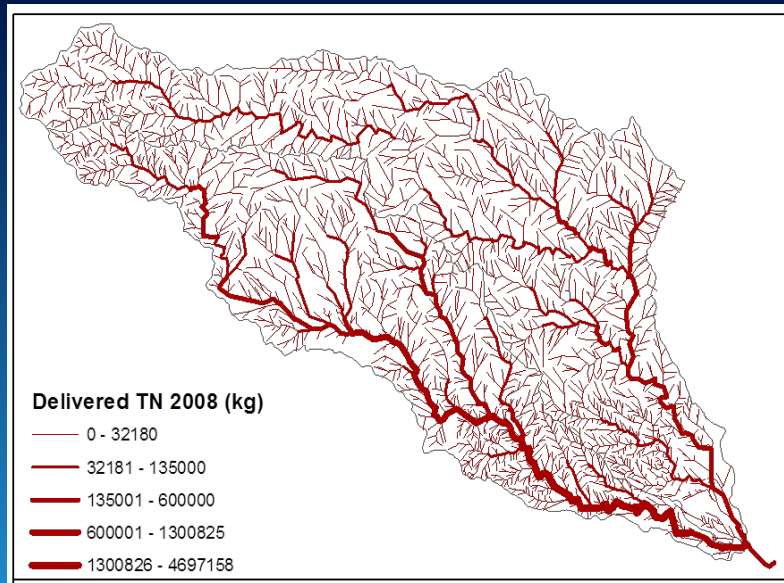 Delivered TN 2008 (kg)
0 - 32180
32181 - 135000
135001 - 600000
600001 - 1300825
1300826 - 4697158